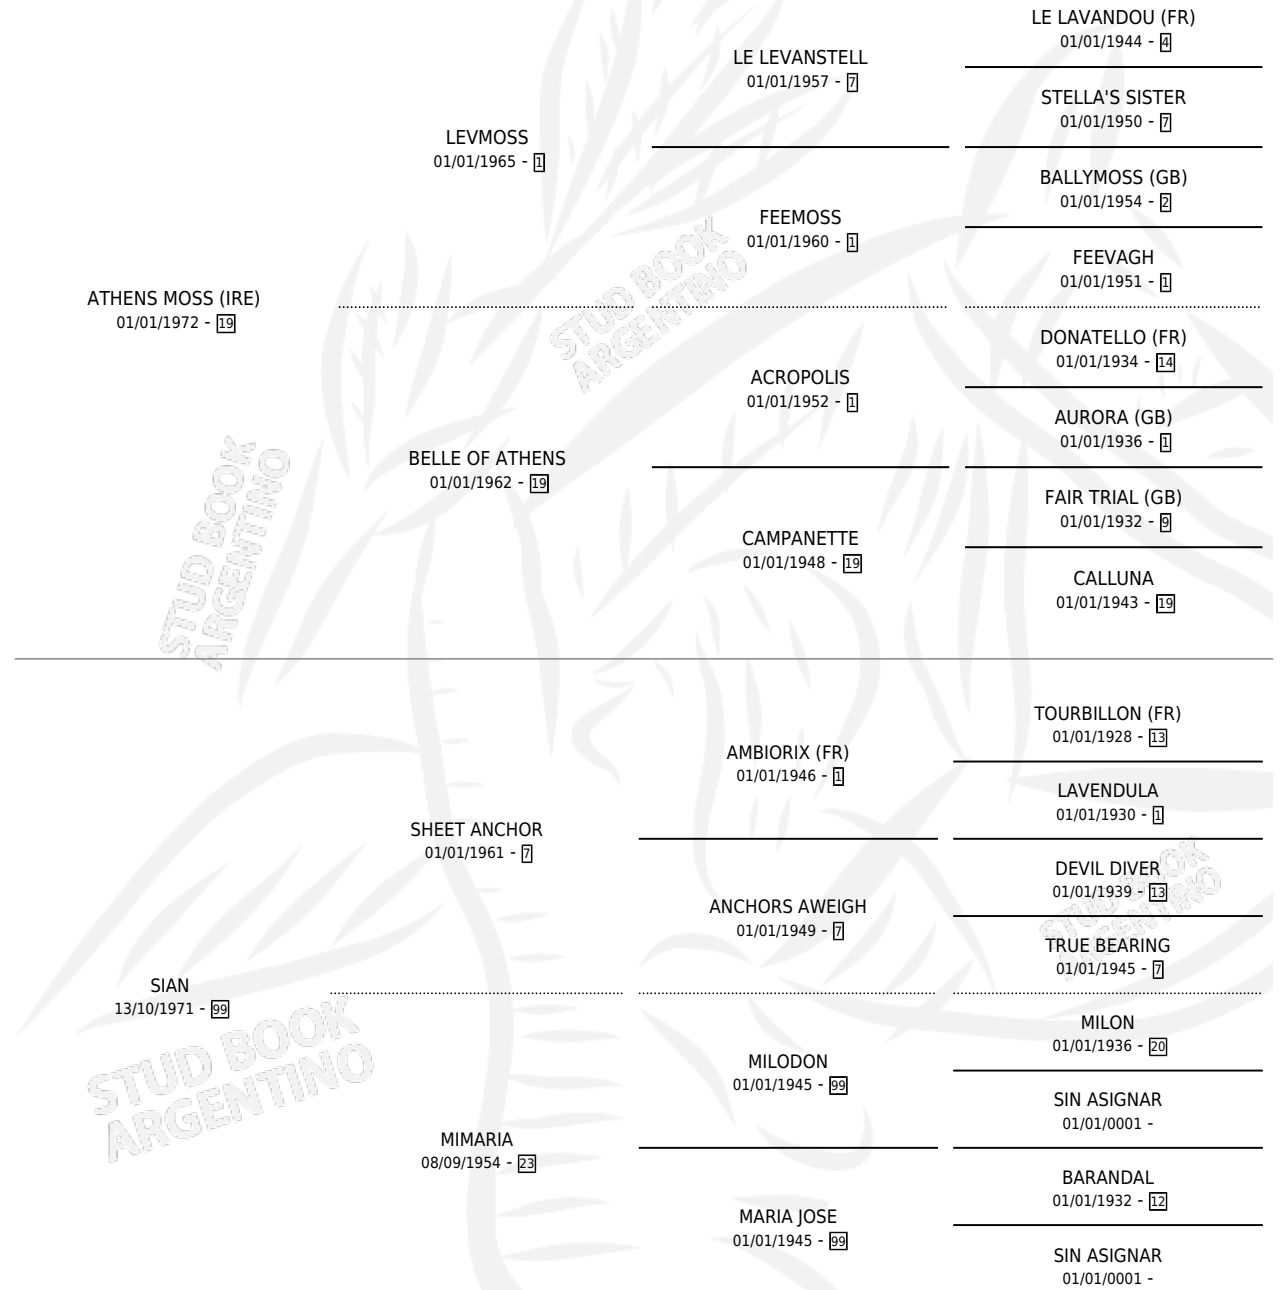 LE LAVANDOU (FR)
01/01/1944 - 4
LE LEVANSTELL
01/01/1957 - 7
STELLA'S SISTER
01/01/1950 - 7
LEVMOSS
01/01/1965 - 1
BALLYMOSS (GB)
01/01/1954 - 2
FEEMOSS
01/01/1960 - 1
FEEVAGH
01/01/1951 - 1
ATHENS MOSS (IRE)
01/01/1972 - 19
DONATELLO (FR)
01/01/1934 - 14
ACROPOLIS
01/01/1952 - 1
AURORA (GB)
01/01/1936 - 1
BELLE OF ATHENS
01/01/1962 - 19
FAIR TRIAL (GB)
01/01/1932 - 9
CAMPANETTE
01/01/1948 - 19
CALLUNA
01/01/1943 - 19
TOURBILLON (FR)
01/01/1928 - 13
AMBIORIX (FR)
01/01/1946 - 1
LAVENDULA
01/01/1930 - 1
SHEET ANCHOR
01/01/1961 - 7
DEVIL DIVER
01/01/1939 - 13
ANCHORS AWEIGH
01/01/1949 - 7
TRUE BEARING
01/01/1945 - 7
SIAN
13/10/1971 - 99
MILON
01/01/1936 - 20
MILODON
01/01/1945 - 99
SIN ASIGNAR
01/01/0001 -
MIMARIA
08/09/1954 - 23
BARANDAL
01/01/1932 - 12
MARIA JOSE
01/01/1945 - 99
SIN ASIGNAR
01/01/0001 -
STUD BOOK
ARGENTINO
STUD BOOK
ARGENTINO
STUD BOOK
ARGENTINO
STUD BOOK
ARGENTINO